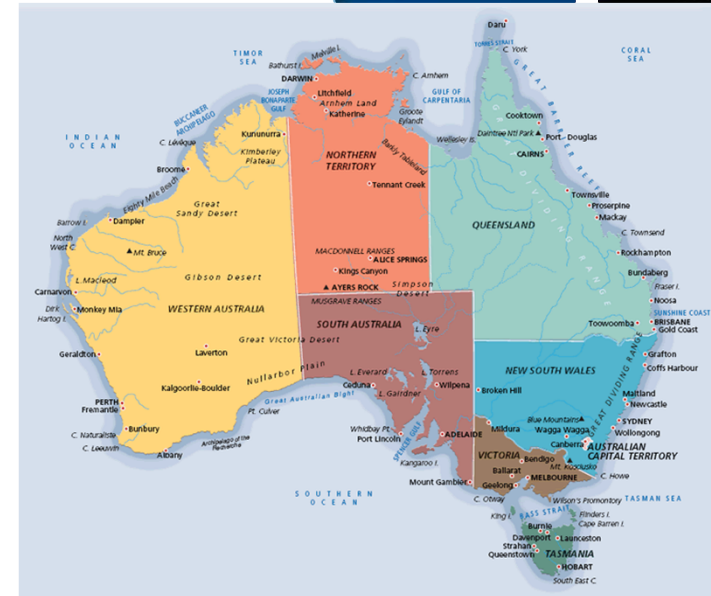 Daru
TORRES STRAIT
C. York
TIMOR
SEA
Melville I.
Bathurst I.
CORAL
SEA
DARWIN
C. Arnhem
GULF OF
CARPENTARIA
GREAT BARRIER REEF
JOSEPH
BONAPARTE
GULF
Litchfield
Arnhem Land
Katherine
Groote
Eylandt
BUCCANEER
ARCHIPELAGO
INDIAN
OCEAN
C. Lévêque
Kununurra
Kimberley
Plateau
Barkly Tableland
Wellesley Is.
Cooktown
Daintree Ntl Park
Port Douglas
CAIRNS
NORTHERN
TERRITORY
Broome
Eighty Mile Beach
Tennant Creek
Great
Sandy Desert
Townsville
Proserpine
Mackay
Barrow I.
Dampler
QUEENSLAND
GREAT DIVIDING RANGE
C. Townsend
North
West C.
Mt. Bruce
MACDONNELL RANGES
ALICE SPRINGS
Kings Canyon
Rockhampton
L.Macleod
Gibson Desert
AYERS ROCK
Simpson
Desert
Bundaberg
Fraser I.
Carnarvon
MUSGRAVE RANGES
Noosa
Dirk
Hartog I.
Monkey Mia
WESTERN AUSTRALIA
SOUTH AUSTRALIA
L.Eyre
SUNSHINE COAST
Toowoomba
BRISBANE
Gold Coast
Great Victoria Desert
Geraldton
Laverton
Grafton
Coffs Harbour
Nullarbor Plain
L.Everard
L.Torrens
NEW SOUTH WALES
GREAT DIVIDING RANGE
Kalgoorlie-Boulder
Ceduna
L.Gairdner
Wilpena
Broken Hill
Maitland
Newcastle
PERTH
Fremantle
Great Australian Bight
Pt. Culver
Blue Mountains
SYDNEY
Bunbury
Whidby Pt.
Port Lincoln
SPENCER GULF
ADELAIDE
Mildura
Wagga Wagga
Wollongong
C. Naturaliste
C. Leeuwin
Archipelago of the
Recherche
Canberra
AUSTRALIAN
CAPITAL TERRITORY
Albany
Kangaroo I.
VICTORIA
Bendigo
Mt. Kosciusko
Ballarat
MELBOURNE
C. Howe
Mount Gambier
Geelong
SOUTHERN
OCEAN
C. Otway
Wilson's Promontory
TASMAN SEA
King I.
BASS STRAIT
Flinders I.
Cape Barren I.
Burnie
Davenport
Launceston
Strahan
Queenstown
TASMANIA
HOBART
South East C.